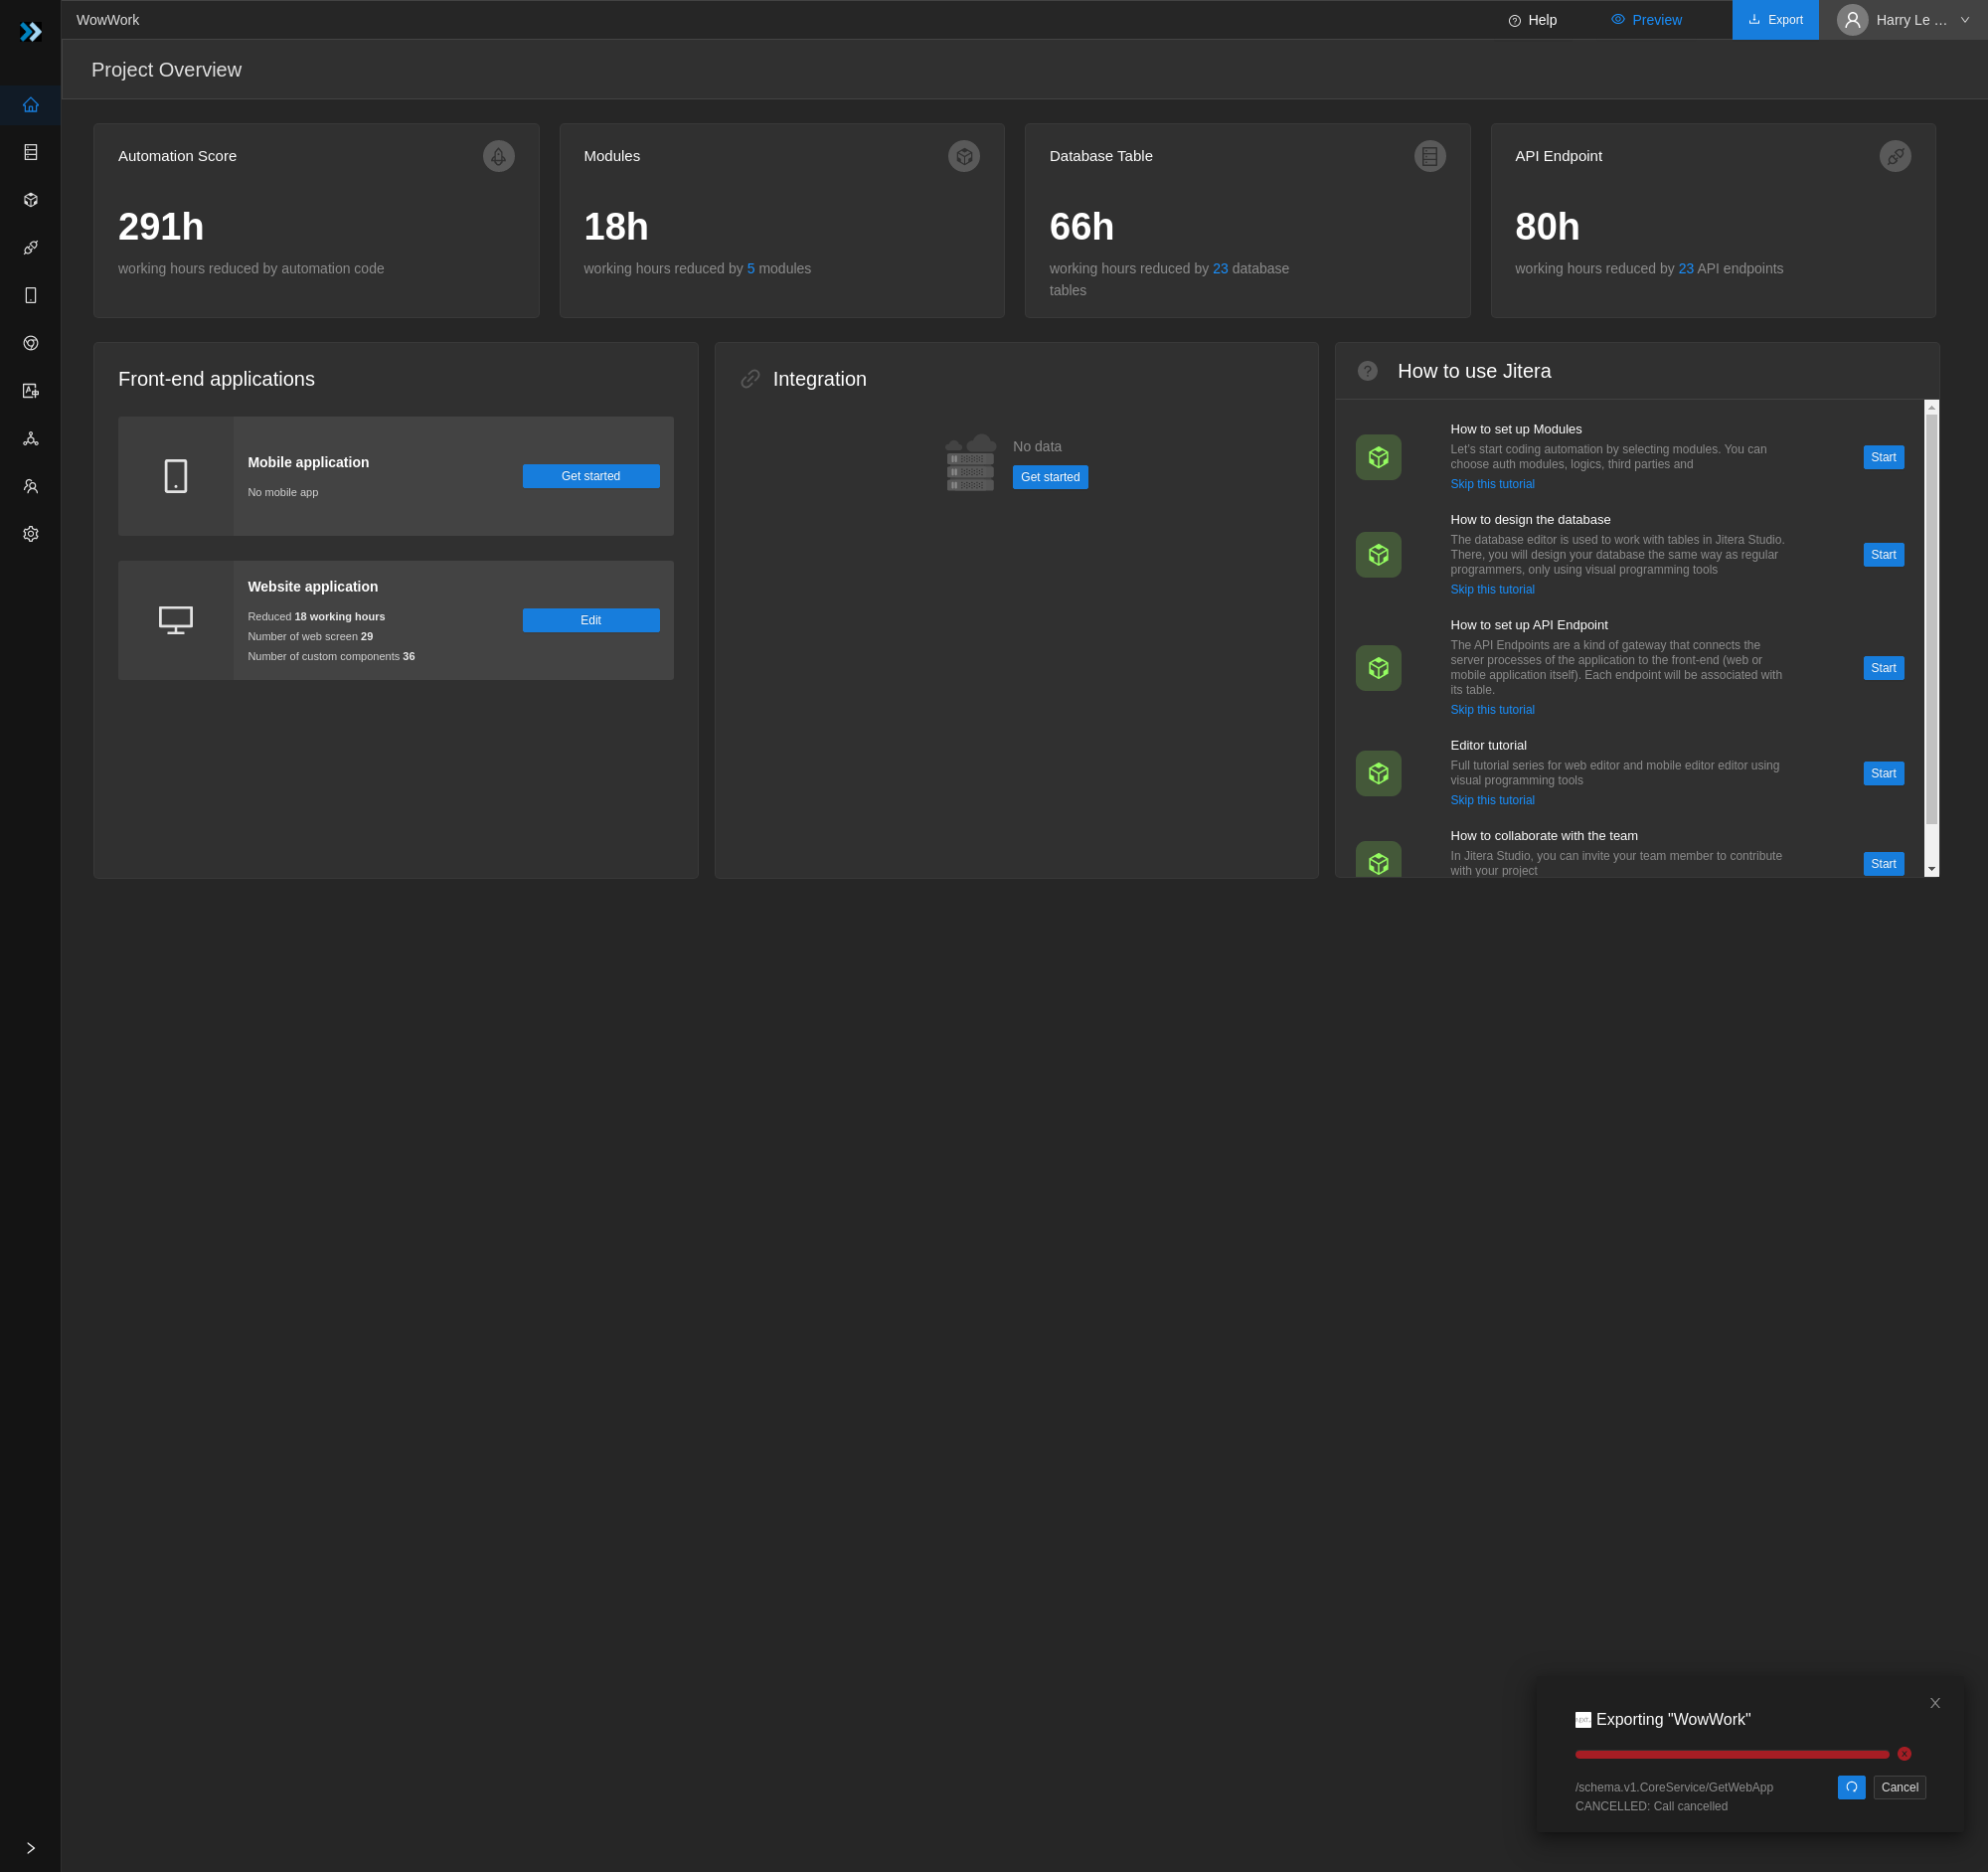 WowWork
Help
Preview
Export
Harry Le ...
Project Overview
Automation Score
291h
working hours reduced by automation code
Modules
18h
working hours reduced by 5 modules
Database Table
66h
working hours reduced by 23 database
tables
API Endpoint
80h
working hours reduced by 23 API endpoints
Front-end applications
Mobile application
No mobile app
Get started
Website application
Reduced 18 working hours
Number of web screen 29
Number of custom components 36
Edit
Integration
No data
Get started
How to use Jitera
How to set up Modules
Let's start coding automation by selecting modules. You can
choose auth modules, logics, third parties and
Skip this tutorial
Start
How to design the database
The database editor is used to work with tables in Jitera Studio.
There, you will design your database the same way as regular
programmers, only using visual programming tools
Skip this tutorial
Start
How to set up API Endpoint
The API Endpoints are a kind of gateway that connects the
server processes of the application to the front-end (web or
mobile application itself). Each endpoint will be associated with
its table.
Skip this tutorial
Start
Editor tutorial
Full tutorial series for web editor and mobile editor editor using
visual programming tools
Skip this tutorial
Start
How to collaborate with the team
In Jitera Studio, you can invite your team member to contribute
with your project
Start
Exporting "WowWork"
/schema.v1.CoreService/GetWebApp
CANCELLED: Call cancelled
Cancel